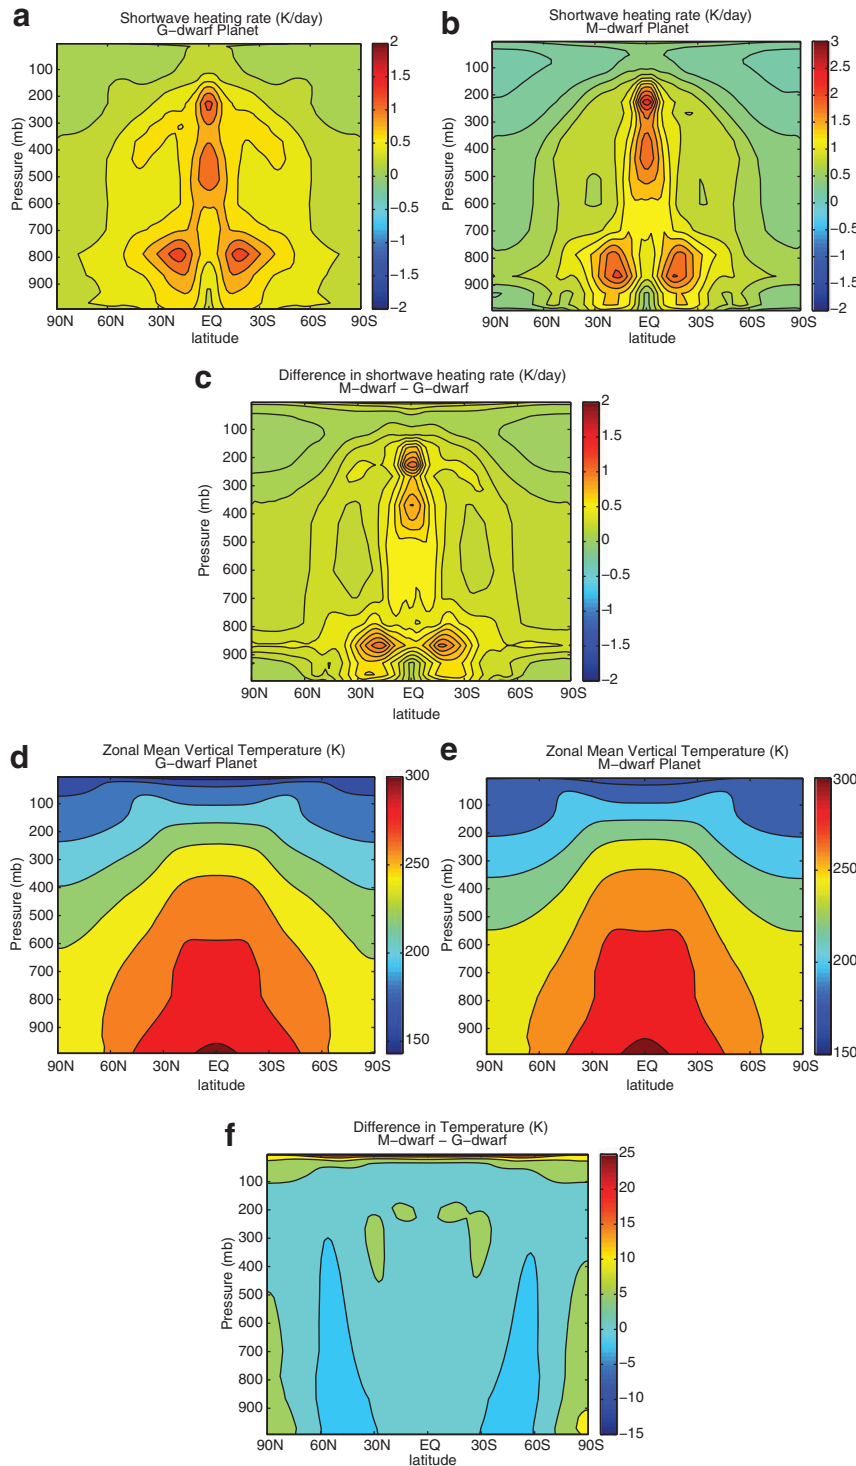 a
Shortwave heating rate (K/day)
G-dwarf Planet
Pressure (mb)
100
200
300
400
500
600
700
800
900
90N 60N 30N EQ 30S 60S 90S
latitude
2
1.5
1
0.5
0
−0.5
−1
−1.5
−2
b
Shortwave heating rate (K/day)
M-dwarf Planet
Pressure (mb)
100
200
300
400
500
600
700
800
900
90N 60N 30N EQ 30S 60S 90S
latitude
3
2.5
2
1.5
1
0.5
0
−0.5
−1
−1.5
−2
c
Difference in shortwave heating rate (K/day)
M-dwarf − G-dwarf
Pressure (mb)
100
200
300
400
500
600
700
800
900
90N 60N 30N EQ 30S 60S 90S
latitude
2
1.5
1
0.5
0
−0.5
−1
−1.5
−2
d
Zonal Mean Vertical Temperature (K)
G-dwarf Planet
Pressure (mb)
100
200
300
400
500
600
700
800
900
90N 60N 30N EQ 30S 60S 90S
latitude
300
250
200
150
e
Zonal Mean Vertical Temperature (K)
M-dwarf Planet
Pressure (mb)
100
200
300
400
500
600
700
800
900
90N 60N 30N EQ 30S 60S 90S
latitude
300
250
200
150
f
Difference in Temperature (K)
M-dwarf − G-dwarf
Pressure (mb)
100
200
300
400
500
600
700
800
900
90N 60N 30N EQ 30S 60S 90S
latitude
25
20
15
10
5
0
−5
−10
−15